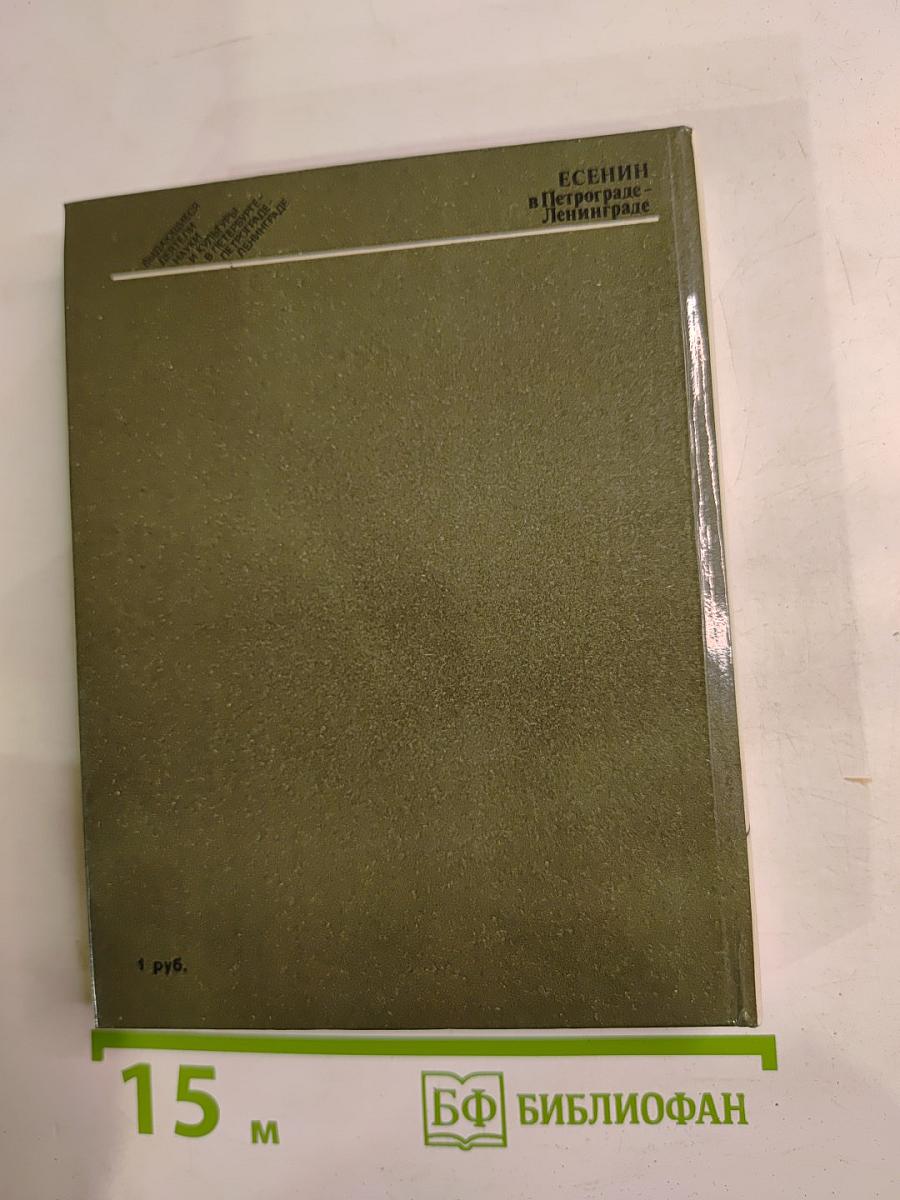 ВЫДАЮЩИЕСЯ
ДЕЯТЕЛИ
НАУКИ
И КУЛЬТУРЫ
В ПЕТЕРБУРГЕ–
ПЕТРОГРАДЕ–
ЛЕНИНГРАДЕ
ЕСЕНИН
в Петрограде–
Ленинграде
1 руб.
15 м
БФ БИБЛИОФАН